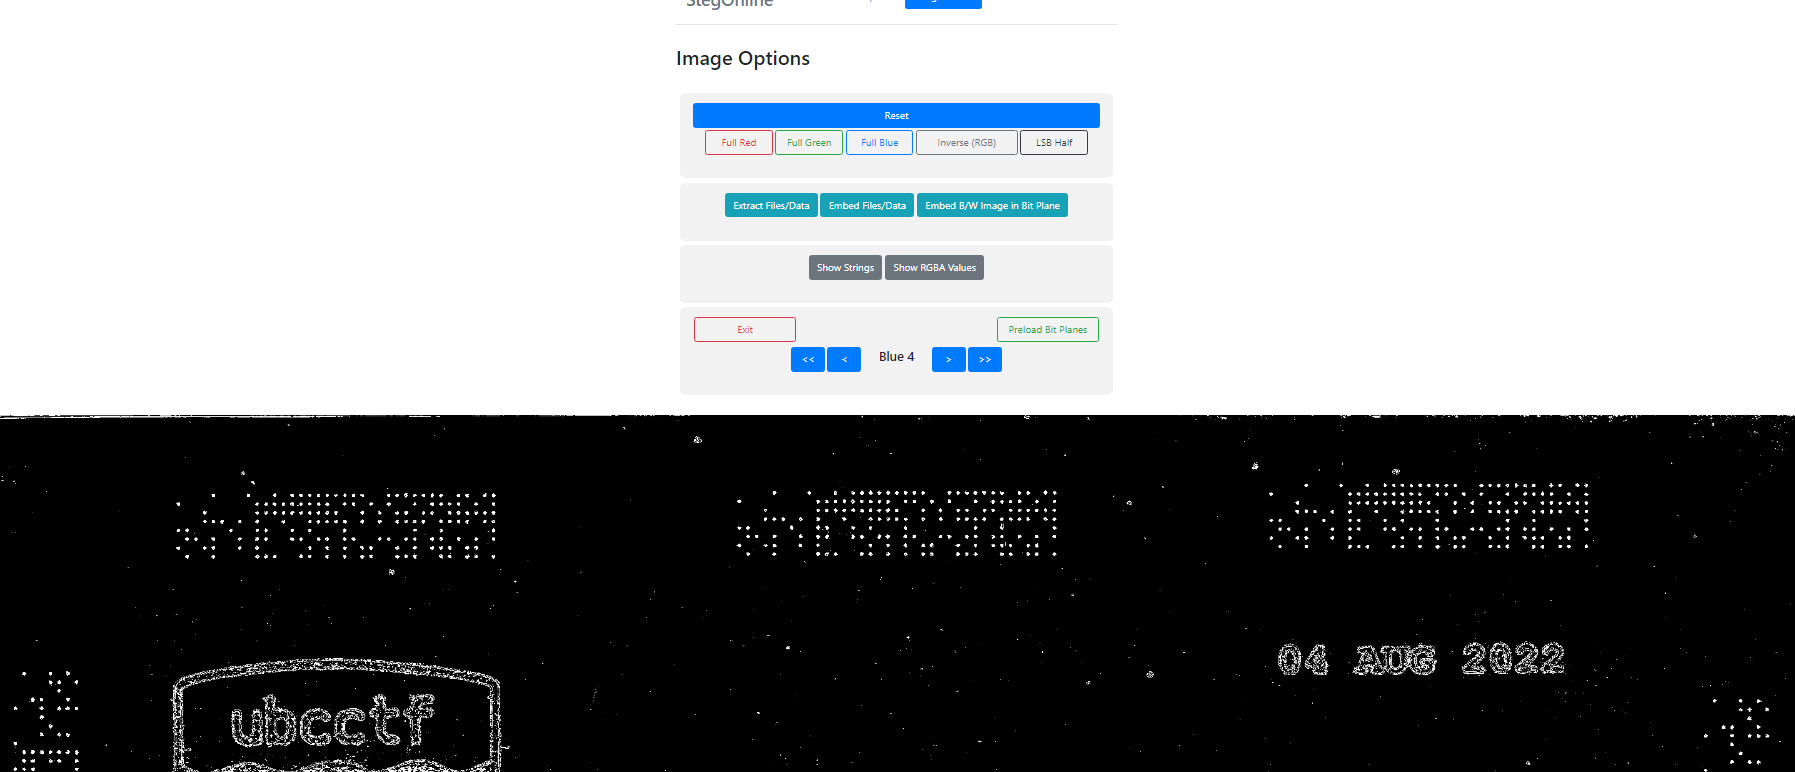 StegOnline
Image Options
Reset
Full Red Full Green Full Blue Inverse (RGB) LSB Half
Extract Files/Data Embed Files/Data Embed B/W Image in Bit Plane
Show Strings Show RGBA Values
Exit Preload Bit Planes
<< < Blue 4 > >>
04 AUG 2022
ubcctf